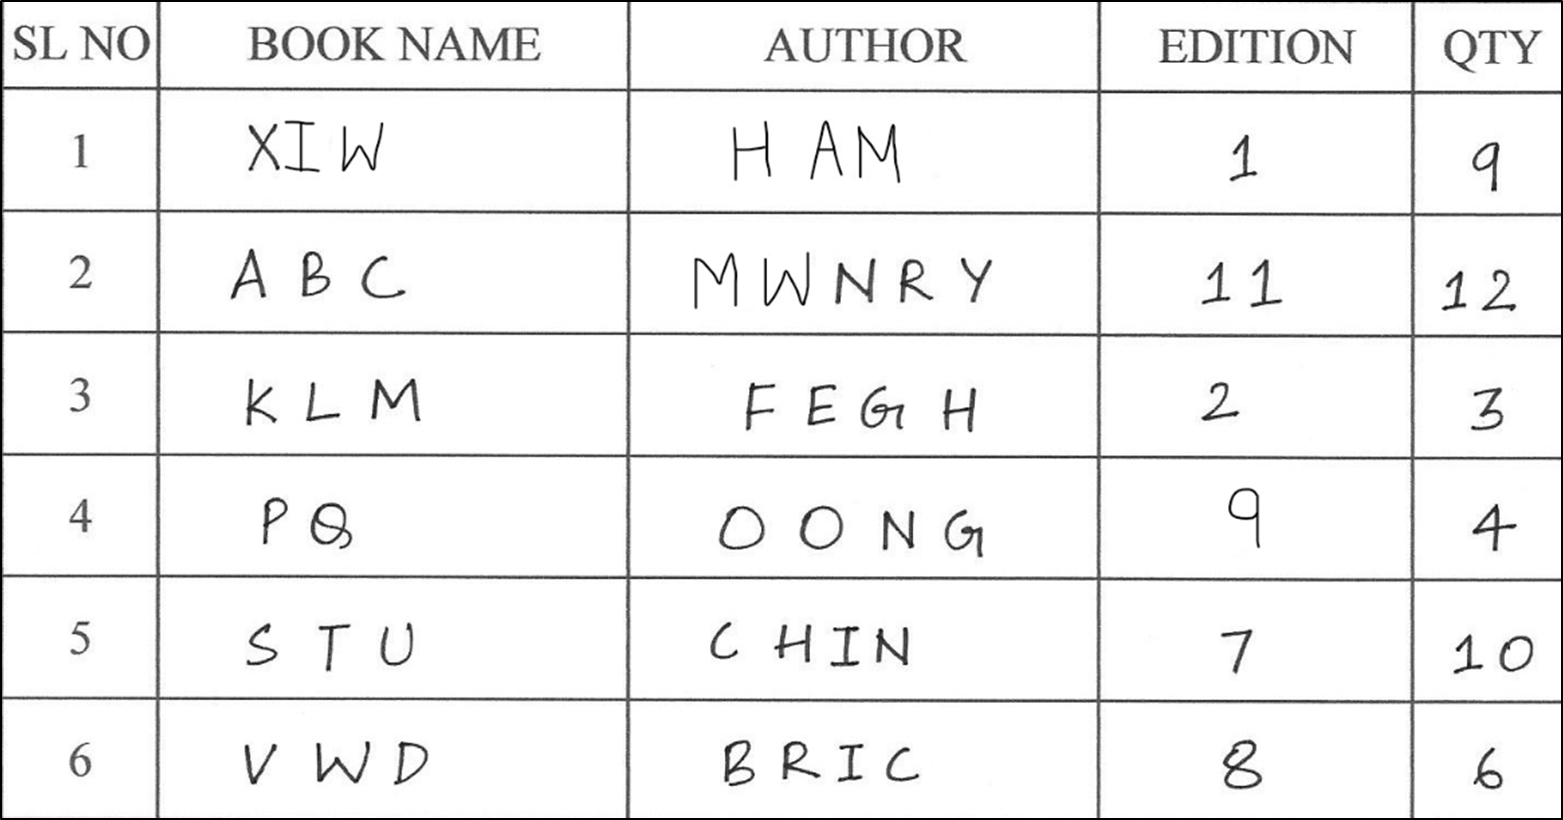 SL NO BOOK NAME AUTHOR EDITION QTY
1 XIW HAM 1 9
2 ABC MWNRY 11 12
3 KLM FEGH 2 3
4 PQ OONG 9 4
5 STU CHIN 7 10
6 VWD BRIC 8 6